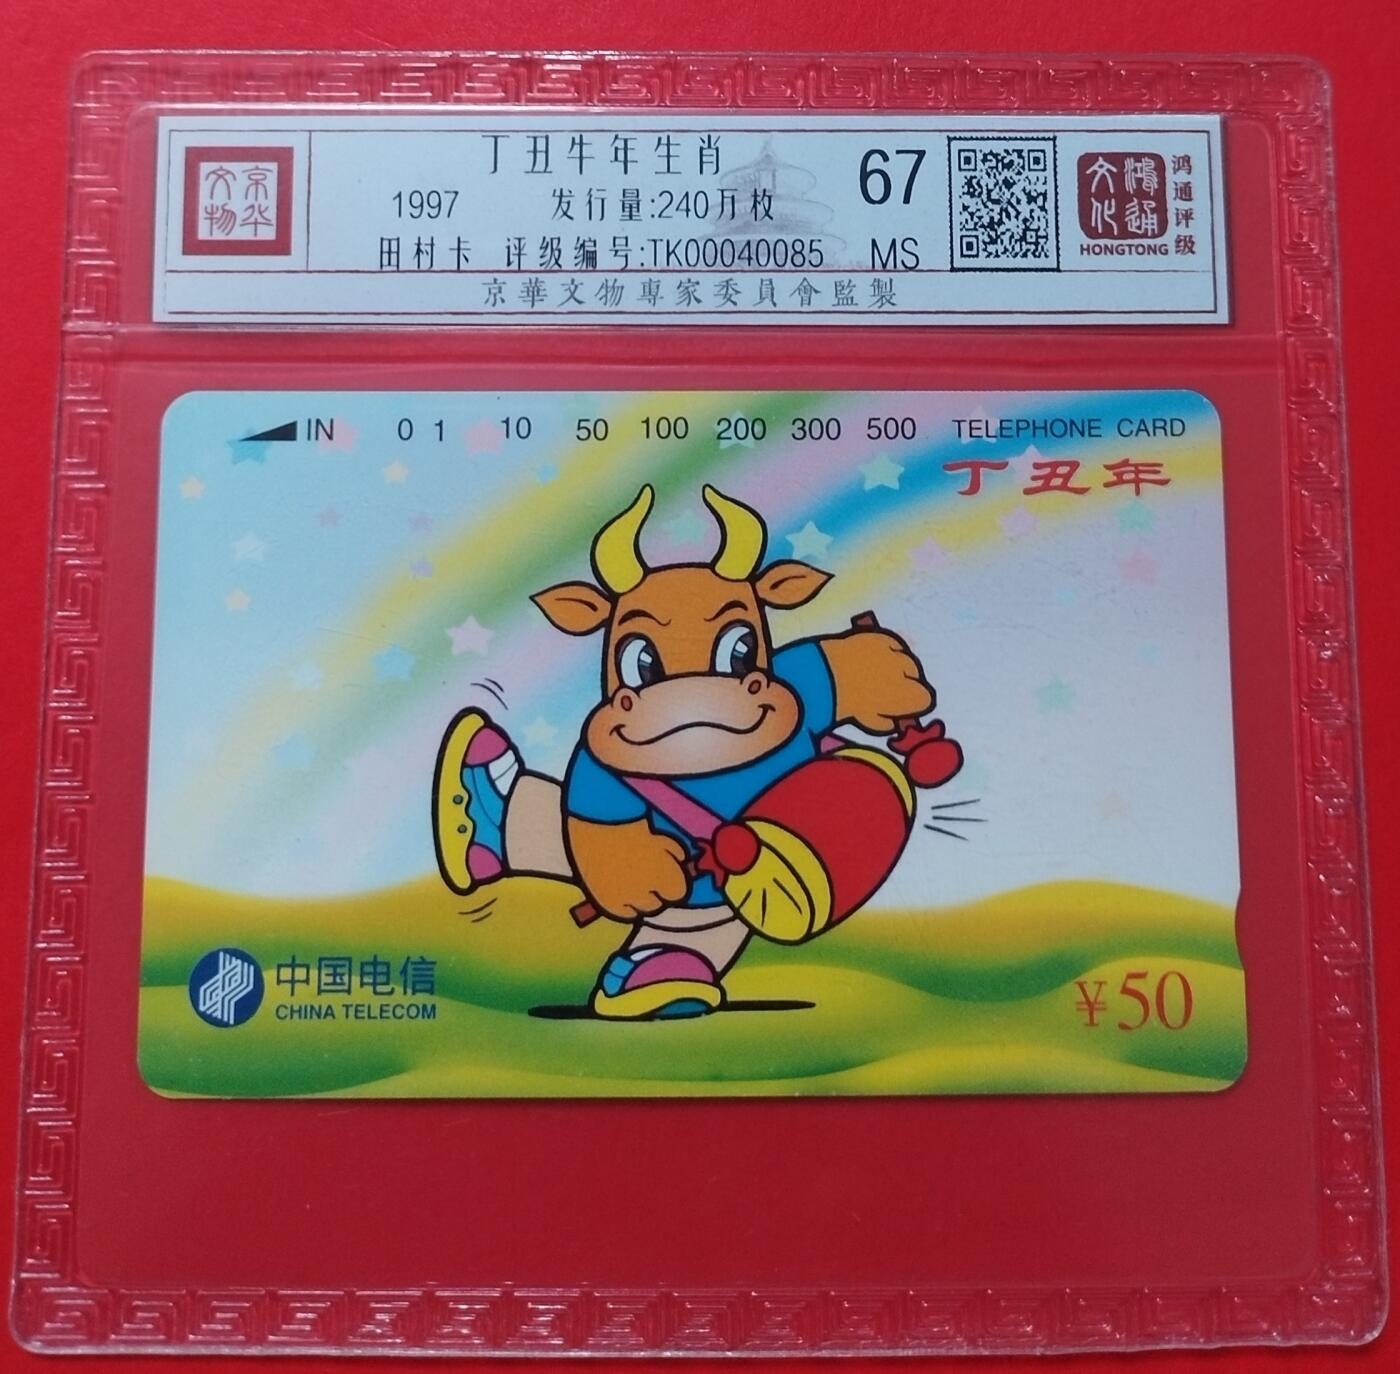 京华
文物
丁丑牛年生肖
1997 发行量:240万枚
田村卡 评级编号:TK00040085
67
MS
鸿通
文化
HONGTONG
鸿通评级
京華文物專家委員會監製
IN 0 1 10 50 100 200 300 500 TELEPHONE CARD
丁丑年
中国电信
CHINA TELECOM
¥50